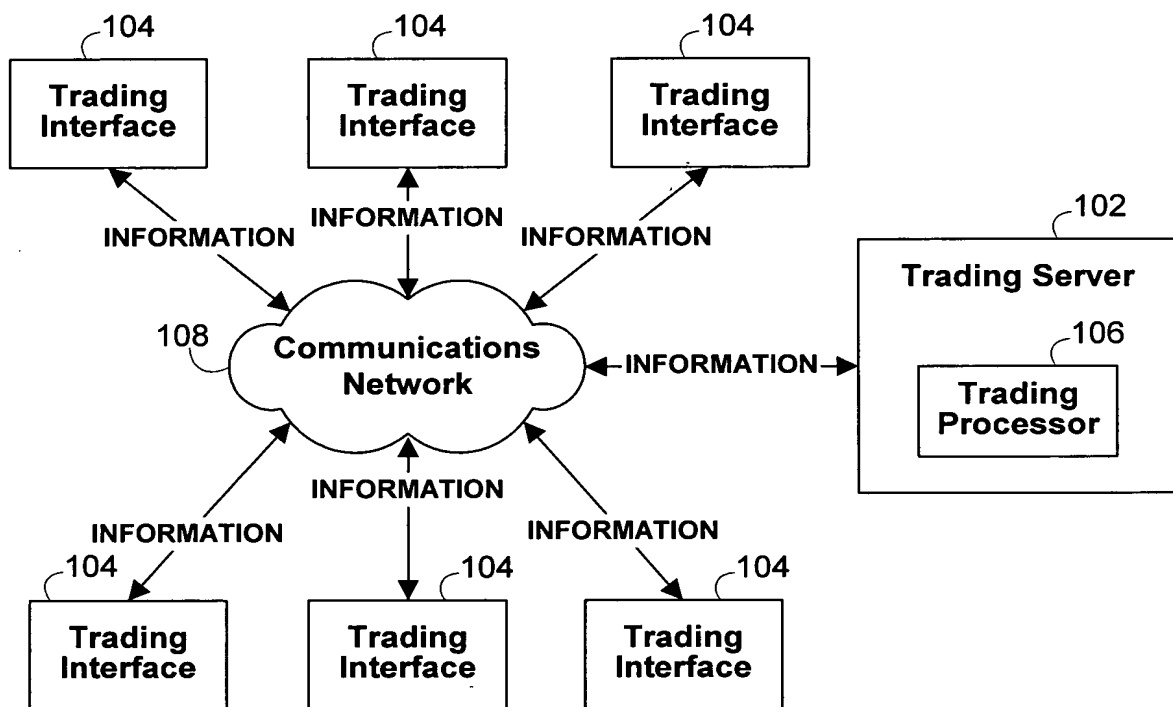 104
104
104
Trading
Interface
Trading
Interface
Trading
Interface
INFORMATION
INFORMATION
INFORMATION
102
Trading Server
108
Communications
Network
INFORMATION
106
Trading
Processor
INFORMATION
INFORMATION
INFORMATION
104
104
104
Trading
Interface
Trading
Interface
Trading
Interface